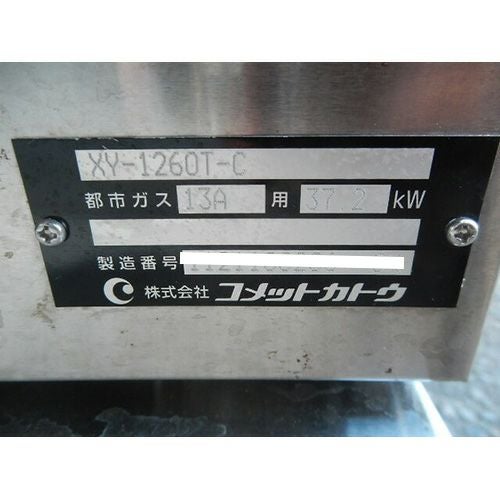 XY-1260T-C
都市ガス 13A 用 37.2 kW
製造番号
株式会社 コメットカトウ